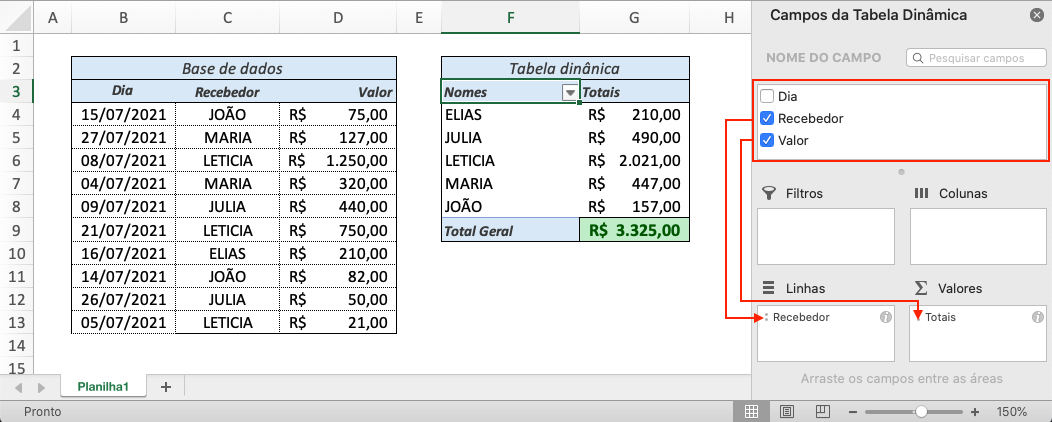 A B C D E F G H
Campos da Tabela Dinâmica
NOME DO CAMPO
Pesquisar campos
Dia
Recebedor
Valor
Filtros
Colunas
Linhas
Valores
Recebedor
Totais
Arraste os campos entre as áreas
1
2 Base de dados Tabela dinâmica
3 Dia Recebedor Valor Nomes Totais
4 15/07/2021 JOÃO R$ 75,00 ELIAS R$ 210,00
5 27/07/2021 MARIA R$ 127,00 JULIA R$ 490,00
6 08/07/2021 LETICIA R$ 1.250,00 LETICIA R$ 2.021,00
7 04/07/2021 MARIA R$ 320,00 MARIA R$ 447,00
8 09/07/2021 JULIA R$ 440,00 JOÃO R$ 157,00
9 21/07/2021 LETICIA R$ 750,00 Total Geral R$ 3.325,00
10 16/07/2021 ELIAS R$ 210,00
11 14/07/2021 JOÃO R$ 82,00
12 26/07/2021 JULIA R$ 50,00
13 05/07/2021 LETICIA R$ 21,00
14
15
Planilha1 +
Pronto
150%